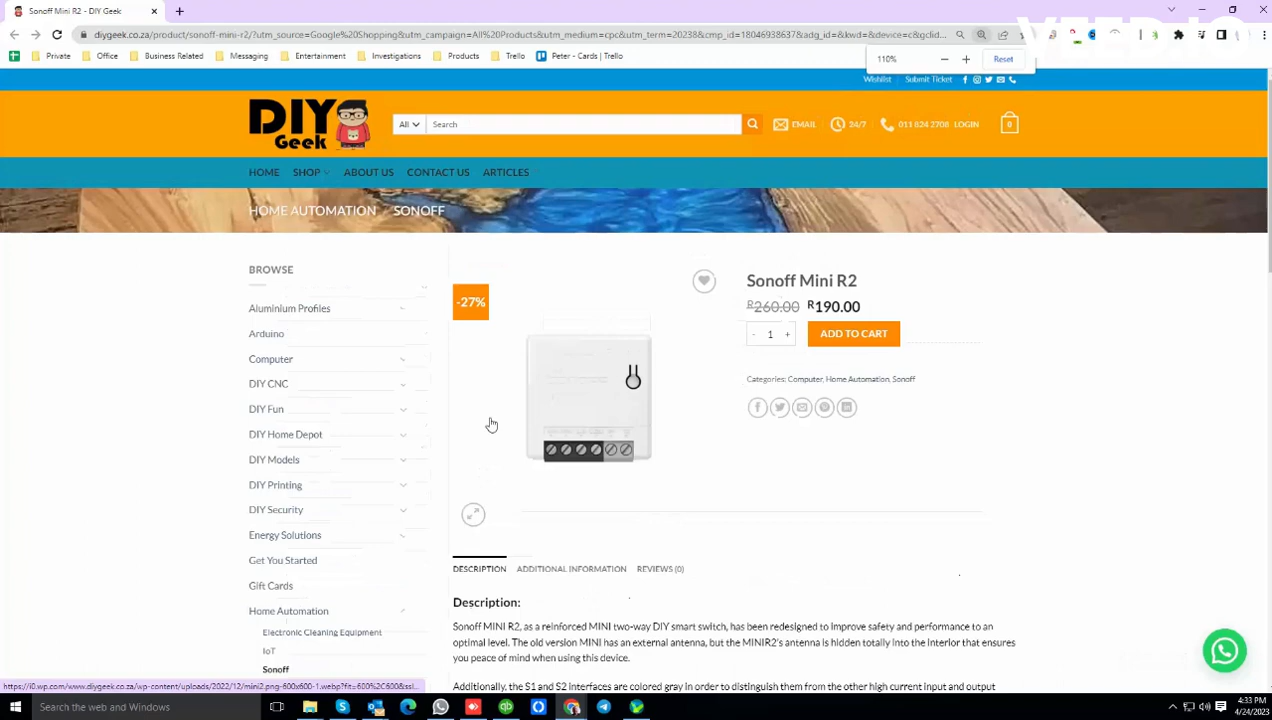 Sonoff Mini R2 - DIY Geek
diygeek.co.za/product/sonoff-mini-r2/?utm_source=Google%20Shopping&utm_campaign=All%20Products&utm_medium=cpc&utm_term=20238&cmp_id=18046938637&adg_id=&kwd=&device=c&gclid...
VEED.IO
Private
Office
Business Related
Messaging
Entertainment
Investigations
Products
Trello
Peter - Cards | Trello
110%
Reset
Wishlist
Submit Ticket
DIY
Geek
All
Search
EMAIL
24/7
011 824 2708
LOGIN
0
HOME
SHOP
ABOUT US
CONTACT US
ARTICLES
HOME AUTOMATION
SONOFF
BROWSE
Aluminium Profiles
Arduino
Computer
DIY CNC
DIY Fun
DIY Home Depot
DIY Models
DIY Printing
DIY Security
Energy Solutions
Get You Started
Gift Cards
Home Automation
Electronic Cleaning Equipment
IoT
Sonoff
-27%
Sonoff Mini R2
R260.00 R190.00
- 1 +
ADD TO CART
Categories: Computer, Home Automation, Sonoff
DESCRIPTION
ADDITIONAL INFORMATION
REVIEWS (0)
Description:
Sonoff MINI R2, as a reinforced MINI two-way DIY smart switch, has been redesigned to improve safety and performance to an
optimal level. The old version MINI has an external antenna, but the MINIR2's antenna is hidden totally into the interior that ensures
you peace of mind when using this device.
Additionally, the S1 and S2 interfaces are colored gray in order to distinguish them from the other high current input and output
https://i0.wp.com/www.diygeek.co.za/wp-content/uploads/2022/12/mini2.png-600x600-1.webp?fit=600%2C600&ssl...
Search the web and Windows
4:33 PM
4/24/2023